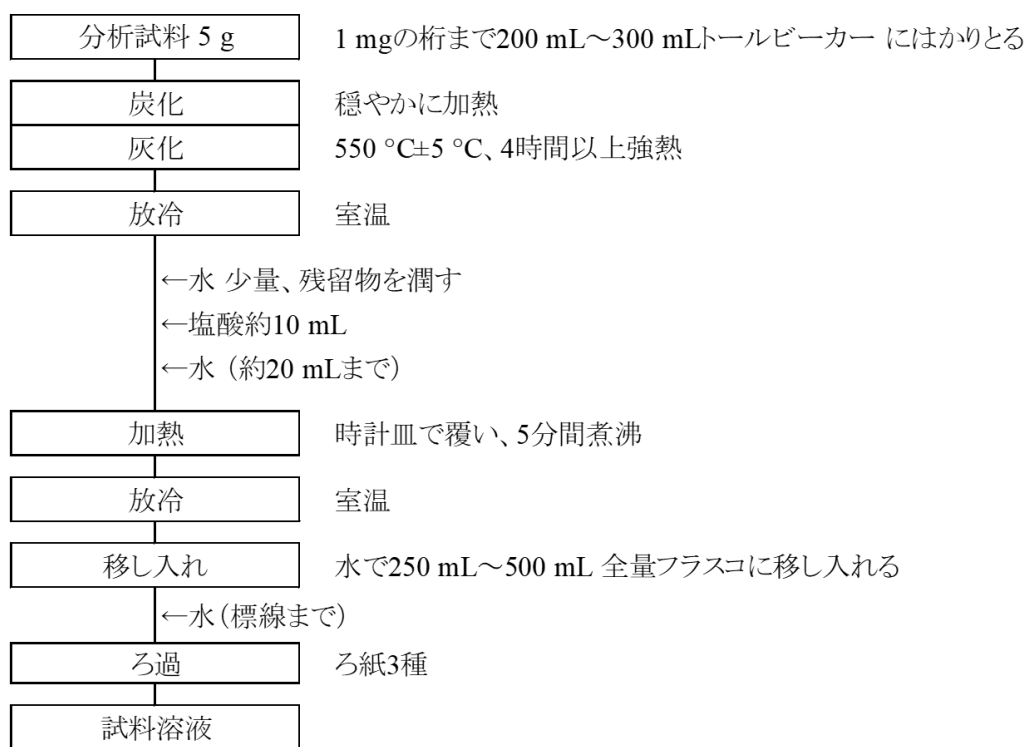 分析試料 5 g 1 mgの桁まで200 mL～300 mLトールビーカー にはかりとる
炭化 穏やかに加熱
灰化 550 °C±5 °C、4時間以上強熱
放冷 室温
←水 少量、残留物を潤す
←塩酸約10 mL
←水（約20 mLまで）
加熱 時計皿で覆い、5分間煮沸
放冷 室温
移し入れ 水で250 mL～500 mL 全量フラスコに移し入れる
←水（標線まで）
ろ過 ろ紙3種
試料溶液